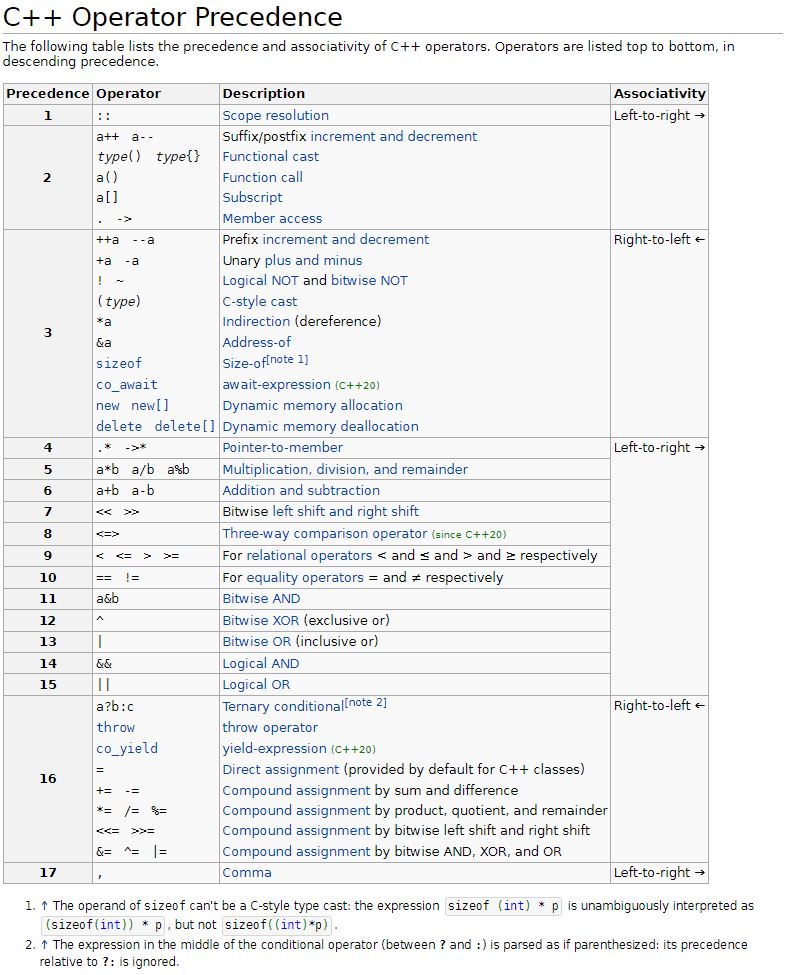 C++ Operator Precedence
The following table lists the precedence and associativity of C++ operators. Operators are listed top to bottom, in
descending precedence.
Precedence Operator Description Associativity
1 :: Scope resolution Left-to-right →
2 a++ a-- Suffix/postfix increment and decrement
type() type{} Functional cast
a() Function call
a[] Subscript
. -> Member access
3 ++a --a Prefix increment and decrement Right-to-left ←
+a -a Unary plus and minus
! ~ Logical NOT and bitwise NOT
(type) C-style cast
*a Indirection (dereference)
&a Address-of
sizeof Size-of[note 1]
co_await await-expression (C++20)
new new[] Dynamic memory allocation
delete delete[] Dynamic memory deallocation
4 .* ->* Pointer-to-member Left-to-right →
5 a*b a/b a%b Multiplication, division, and remainder
6 a+b a-b Addition and subtraction
7 << >> Bitwise left shift and right shift
8 <=> Three-way comparison operator (since C++20)
9 < <= > >= For relational operators < and ≤ and > and ≥ respectively
10 == != For equality operators = and ≠ respectively
11 a&b Bitwise AND
12 ^ Bitwise XOR (exclusive or)
13 | Bitwise OR (inclusive or)
14 && Logical AND
15 || Logical OR
16 a?b:c Ternary conditional[note 2] Right-to-left ←
throw throw operator
co_yield yield-expression (C++20)
= Direct assignment (provided by default for C++ classes)
+= -= Compound assignment by sum and difference
*= /= %= Compound assignment by product, quotient, and remainder
<<= >>= Compound assignment by bitwise left shift and right shift
&= ^= |= Compound assignment by bitwise AND, XOR, and OR
17 , Comma Left-to-right →
1. ↑ The operand of sizeof can't be a C-style type cast: the expression sizeof (int) * p is unambiguously interpreted as
(sizeof(int)) * p, but not sizeof((int)*p).
2. ↑ The expression in the middle of the conditional operator (between ? and :) is parsed as if parenthesized: its precedence
relative to ?: is ignored.